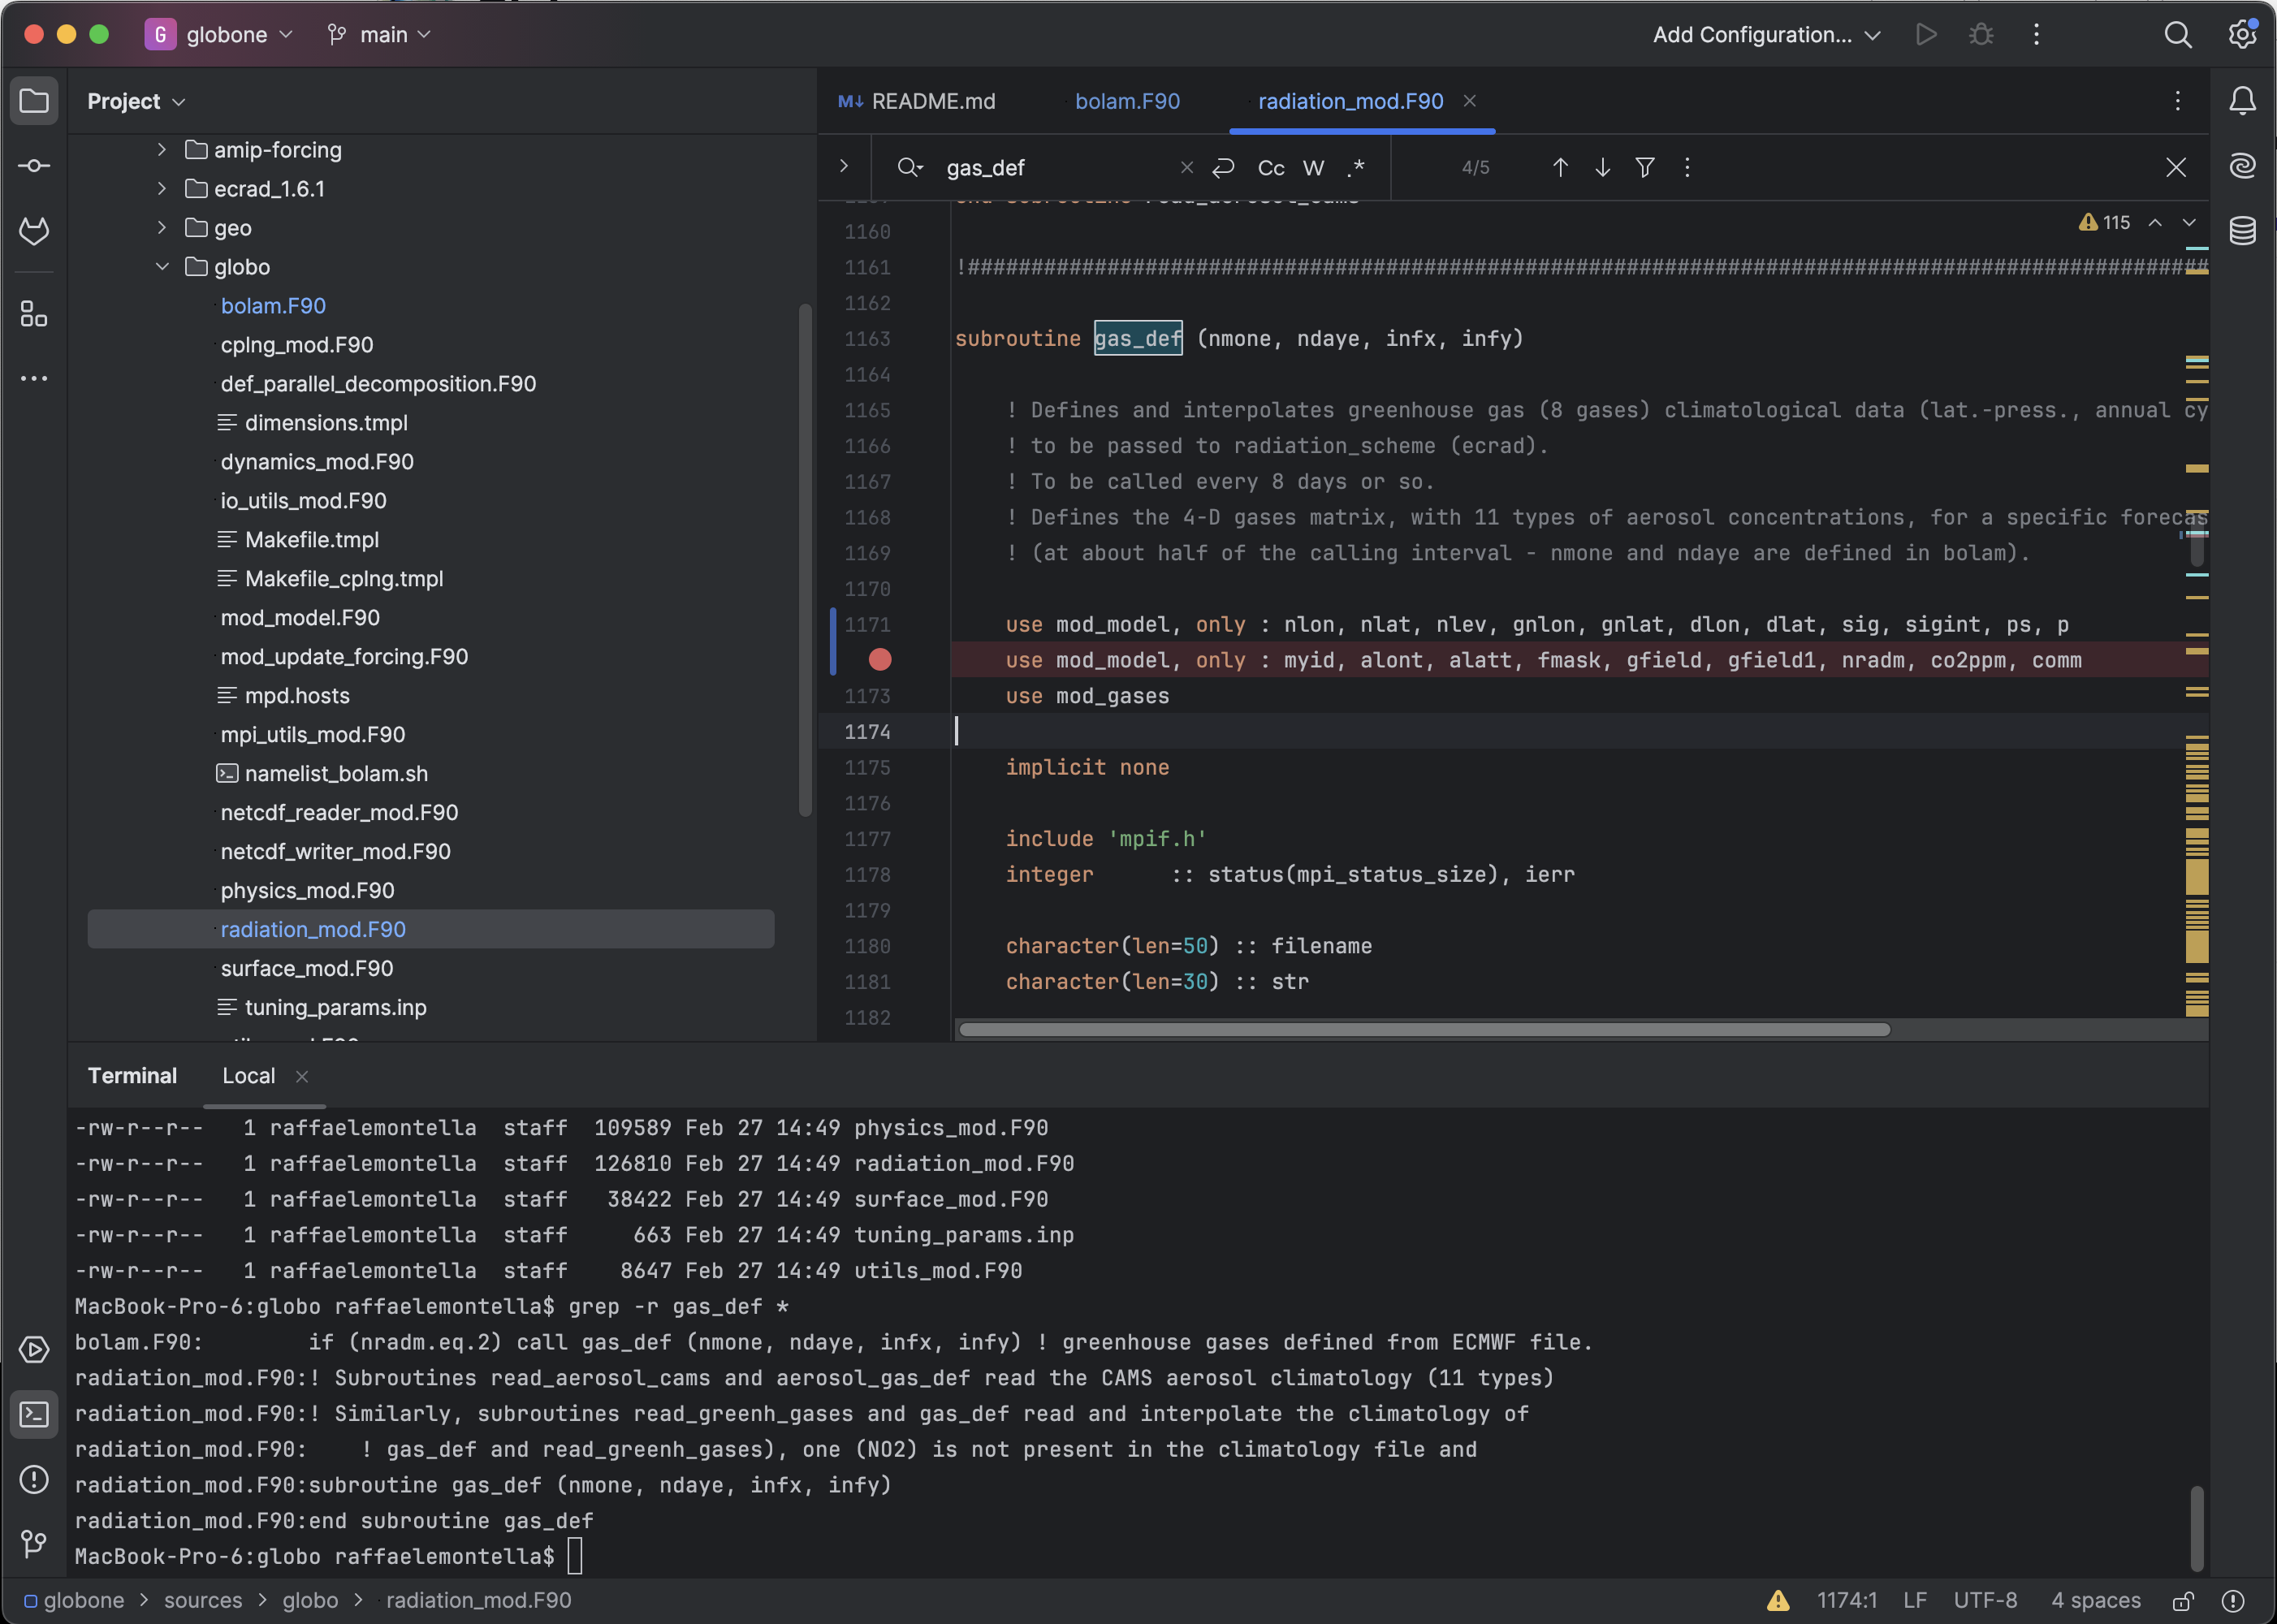 G globone main Add Configuration...
Project
README.md bolam.F90 radiation_mod.F90
gas_def Cc W .* 4/5
115
amip-forcing
ecrad_1.6.1
geo
globo
bolam.F90
cplng_mod.F90
def_parallel_decomposition.F90
dimensions.tmpl
dynamics_mod.F90
io_utils_mod.F90
Makefile.tmpl
Makefile_cplng.tmpl
mod_model.F90
mod_update_forcing.F90
mpd.hosts
mpi_utils_mod.F90
namelist_bolam.sh
netcdf_reader_mod.F90
netcdf_writer_mod.F90
physics_mod.F90
radiation_mod.F90
surface_mod.F90
tuning_params.inp
1160
1161 !##################################################################################################
1162
1163 subroutine gas_def (nmone, ndaye, infx, infy)
1164
1165 ! Defines and interpolates greenhouse gas (8 gases) climatological data (lat.-press., annual cy
1166 ! to be passed to radiation_scheme (ecrad).
1167 ! To be called every 8 days or so.
1168 ! Defines the 4-D gases matrix, with 11 types of aerosol concentrations, for a specific forecas
1169 ! (at about half of the calling interval - nmone and ndaye are defined in bolam).
1170
1171 use mod_model, only : nlon, nlat, nlev, gnlon, gnlat, dlon, dlat, sig, sigint, ps, p
use mod_model, only : myid, alont, alatt, fmask, gfield, gfield1, nradm, co2ppm, comm
1173 use mod_gases
1174
1175 implicit none
1176
1177 include 'mpif.h'
1178 integer :: status(mpi_status_size), ierr
1179
1180 character(len=50) :: filename
1181 character(len=30) :: str
1182
Terminal Local
-rw-r--r-- 1 raffaelemontella staff 109589 Feb 27 14:49 physics_mod.F90
-rw-r--r-- 1 raffaelemontella staff 126810 Feb 27 14:49 radiation_mod.F90
-rw-r--r-- 1 raffaelemontella staff 38422 Feb 27 14:49 surface_mod.F90
-rw-r--r-- 1 raffaelemontella staff 663 Feb 27 14:49 tuning_params.inp
-rw-r--r-- 1 raffaelemontella staff 8647 Feb 27 14:49 utils_mod.F90
MacBook-Pro-6:globo raffaelemontella$ grep -r gas_def *
bolam.F90: if (nradm.eq.2) call gas_def (nmone, ndaye, infx, infy) ! greenhouse gases defined from ECMWF file.
radiation_mod.F90:! Subroutines read_aerosol_cams and aerosol_gas_def read the CAMS aerosol climatology (11 types)
radiation_mod.F90:! Similarly, subroutines read_greenh_gases and gas_def read and interpolate the climatology of
radiation_mod.F90: ! gas_def and read_greenh_gases), one (NO2) is not present in the climatology file and
radiation_mod.F90:subroutine gas_def (nmone, ndaye, infx, infy)
radiation_mod.F90:end subroutine gas_def
MacBook-Pro-6:globo raffaelemontella$
globone > sources > globo > radiation_mod.F90 1174:1 LF UTF-8 4 spaces